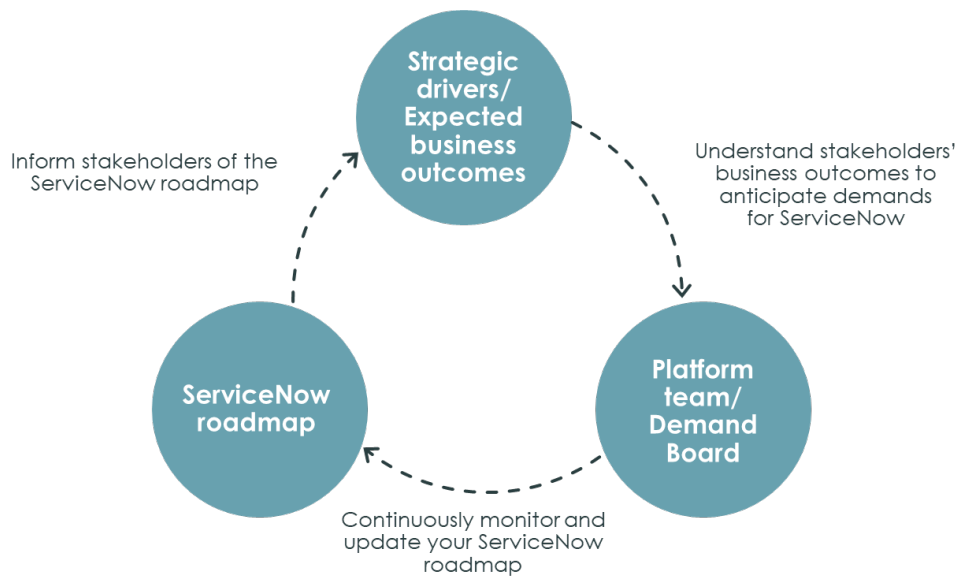 Strategic
drivers/
Expected
business
outcomes
Inform stakeholders of the
ServiceNow roadmap
Understand stakeholders’
business outcomes to
anticipate demands
for ServiceNow
ServiceNow
roadmap
Platform
team/
Demand
Board
Continuously monitor and
update your ServiceNow
roadmap